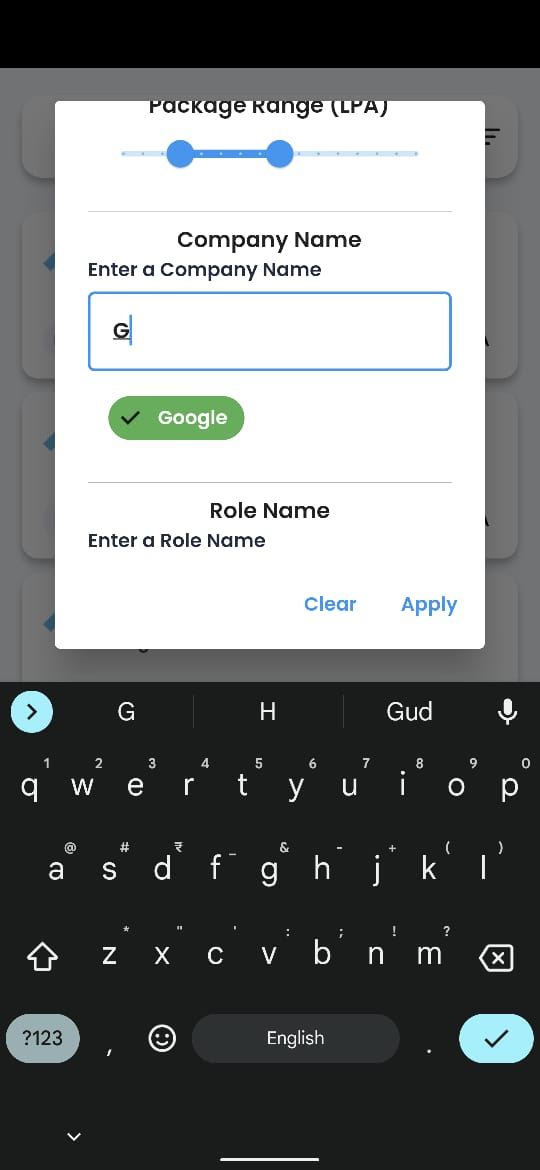 Package Range (LPA)
Company Name
Enter a Company Name
G
Google
Role Name
Enter a Role Name
Clear Apply
G H Gud
1 2 3 4 5 6 7 8 9 0
q w e r t y u i o p
@ # ₹ _ & - + ( )
a s d f g h j k l
* " ' : ; ! ?
z x c v b n m
?123 , English .